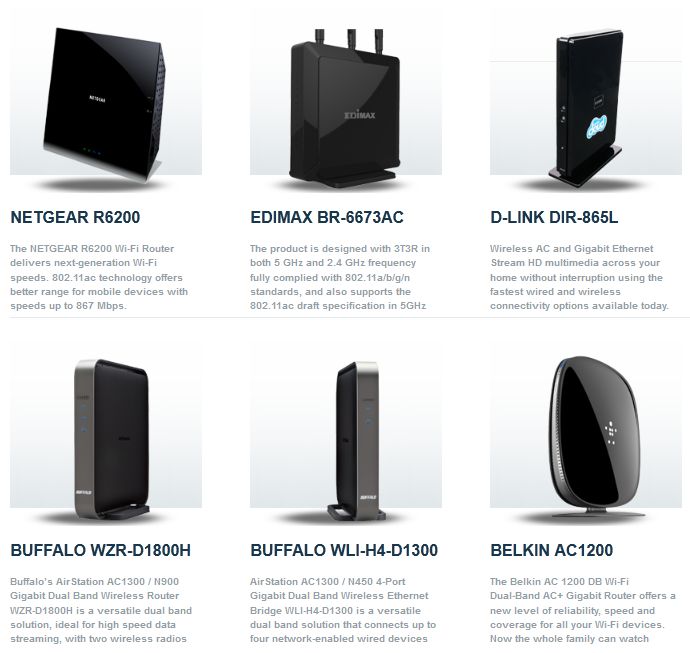 NETGEAR
EDIMAX
NETGEAR R6200
EDIMAX BR-6673AC
D-LINK DIR-865L
The NETGEAR R6200 Wi-Fi Router
delivers next-generation Wi-Fi
speeds. 802.11ac technology offers
better range for mobile devices with
speeds up to 867 Mbps.
The product is designed with 3T3R in
both 5 GHz and 2.4 GHz frequency
fully complied with 802.11a/b/g/n
standards, and also supports the
802.11ac draft specification in 5GHz
Wireless AC and Gigabit Ethernet
Stream HD multimedia across your
home without interruption using the
fastest wired and wireless
connectivity options available today.
BUFFALO
BUFFALO
BUFFALO WZR-D1800H
BUFFALO WLI-H4-D1300
BELKIN AC1200
Buffalo's AirStation AC1300 / N900
Gigabit Dual Band Wireless Router
WZR-D1800H is a versatile dual band
solution, ideal for high speed data
streaming, with two wireless radios
AirStation AC1300 / N450 4-Port
Gigabit Dual Band Wireless Ethernet
Bridge WLI-H4-D1300 is a versatile
dual band solution that connects up to
four network-enabled wired devices
The Belkin AC 1200 DB Wi-Fi
Dual-Band AC+ Gigabit Router offers a
new level of reliability, speed and
coverage for all your Wi-Fi devices.
Now the whole family can watch